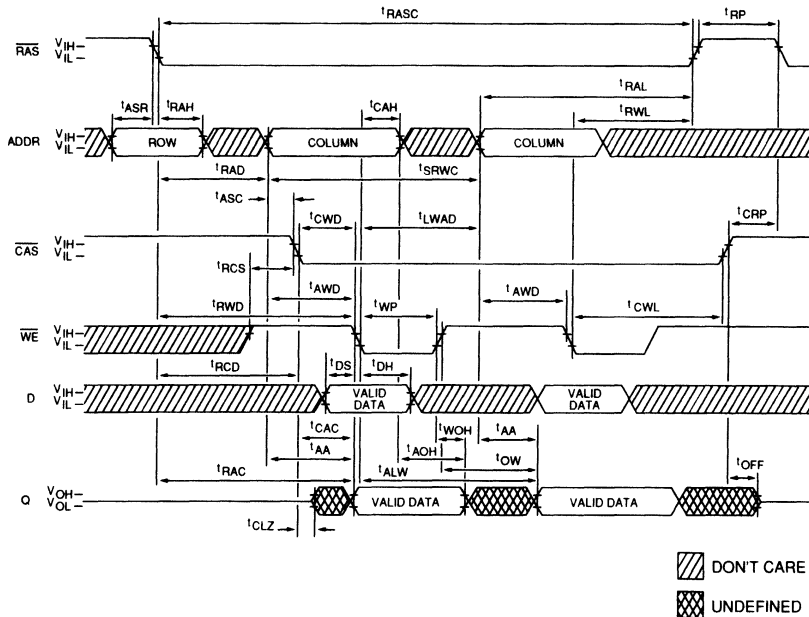 tRASC
tRP
RAS
VIH
VIL
tRAL
tASR
tRAH
tCAH
tRWL
ADDR
VIH
VIL
ROW
COLUMN
COLUMN
tRAD
tSRWC
tASC
tCWD
tLWAD
tCRP
CAS
VIH
VIL
tRCS
tAWD
tWP
tAWD
tCWL
tRWD
WE
VIH
VIL
tRCD
tDS
tDH
D
VIH
VIL
VALID DATA
VALID DATA
tCAC
tWOH
tAA
tAA
tAOH
tOW
tRAC
tALW
tOFF
Q
VOH
VOL
VALID DATA
VALID DATA
tCLZ
DON'T CARE
UNDEFINED